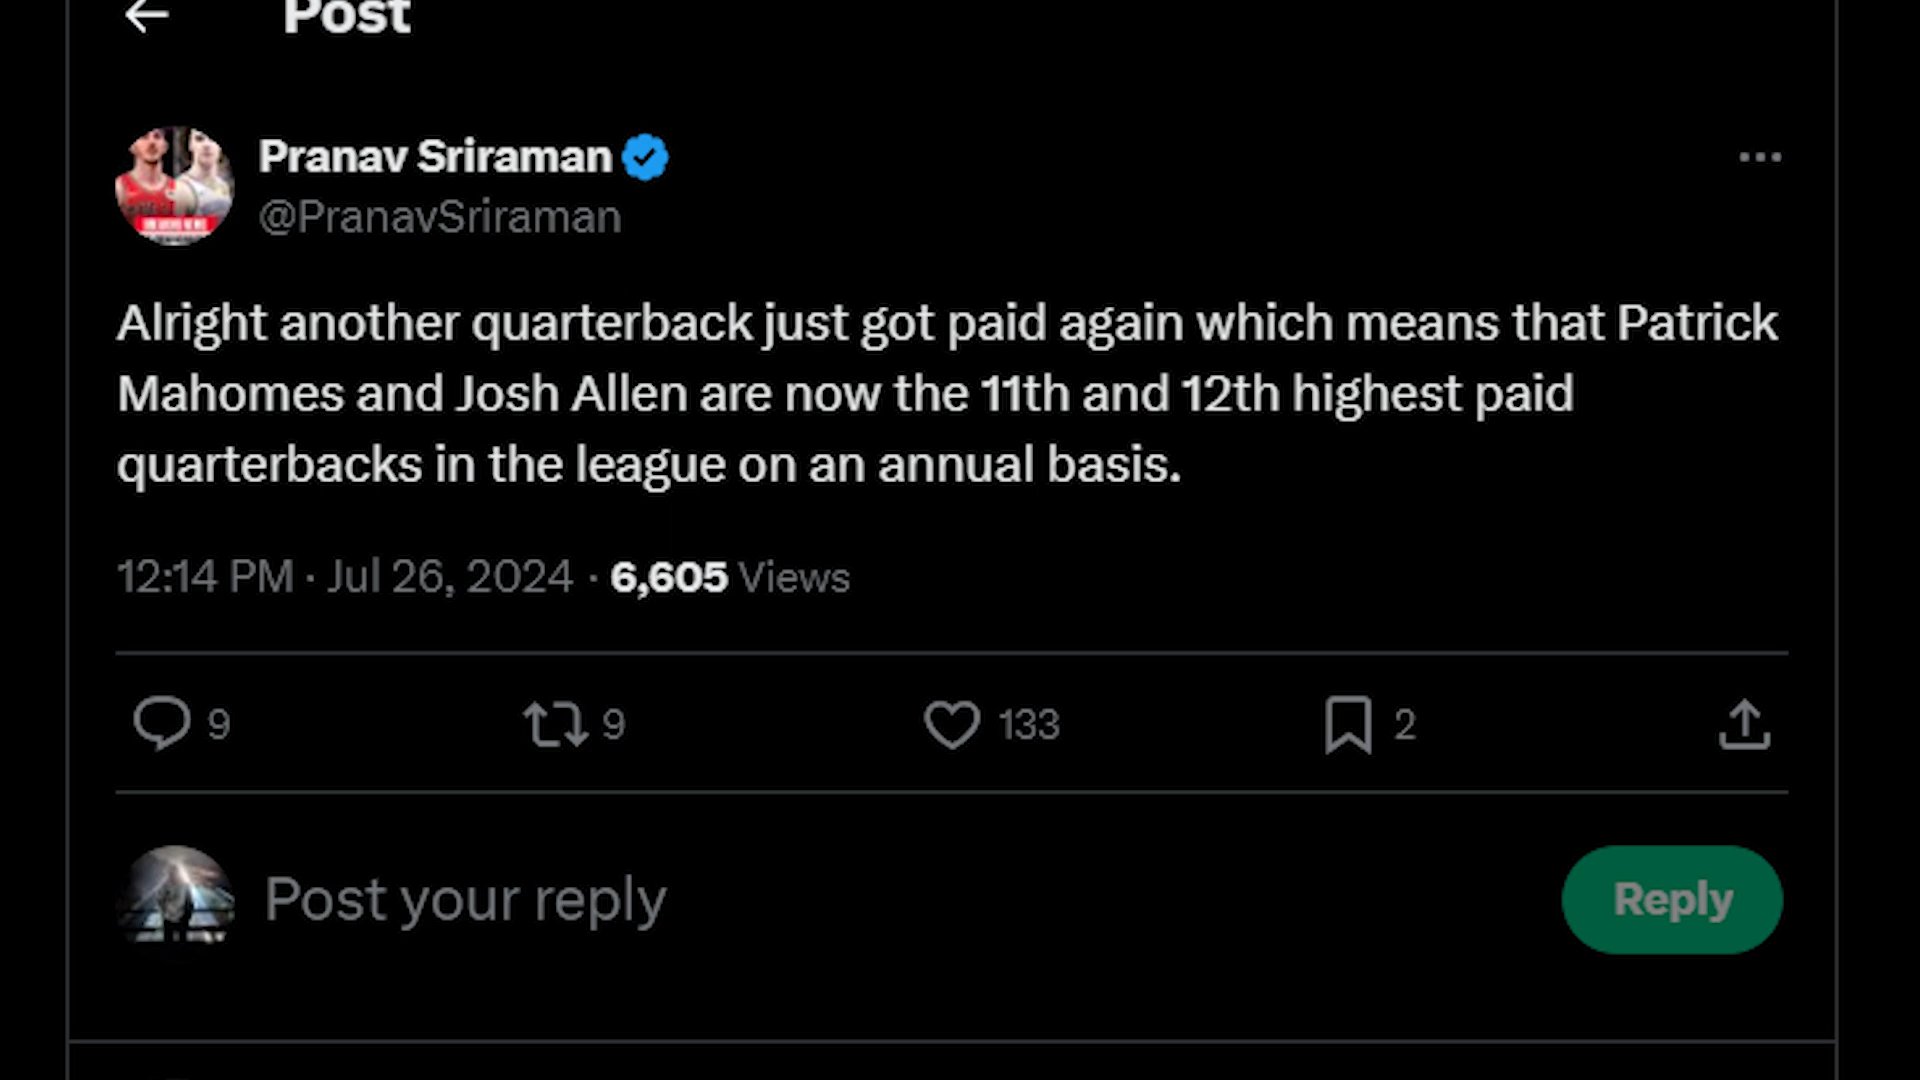 Post
Pranav Sriraman
@PranavSriraman
Alright another quarterback just got paid again which means that Patrick
Mahomes and Josh Allen are now the 11th and 12th highest paid
quarterbacks in the league on an annual basis.
12:14 PM · Jul 26, 2024 · 6,605 Views
9 9 133 2
Post your reply
Reply